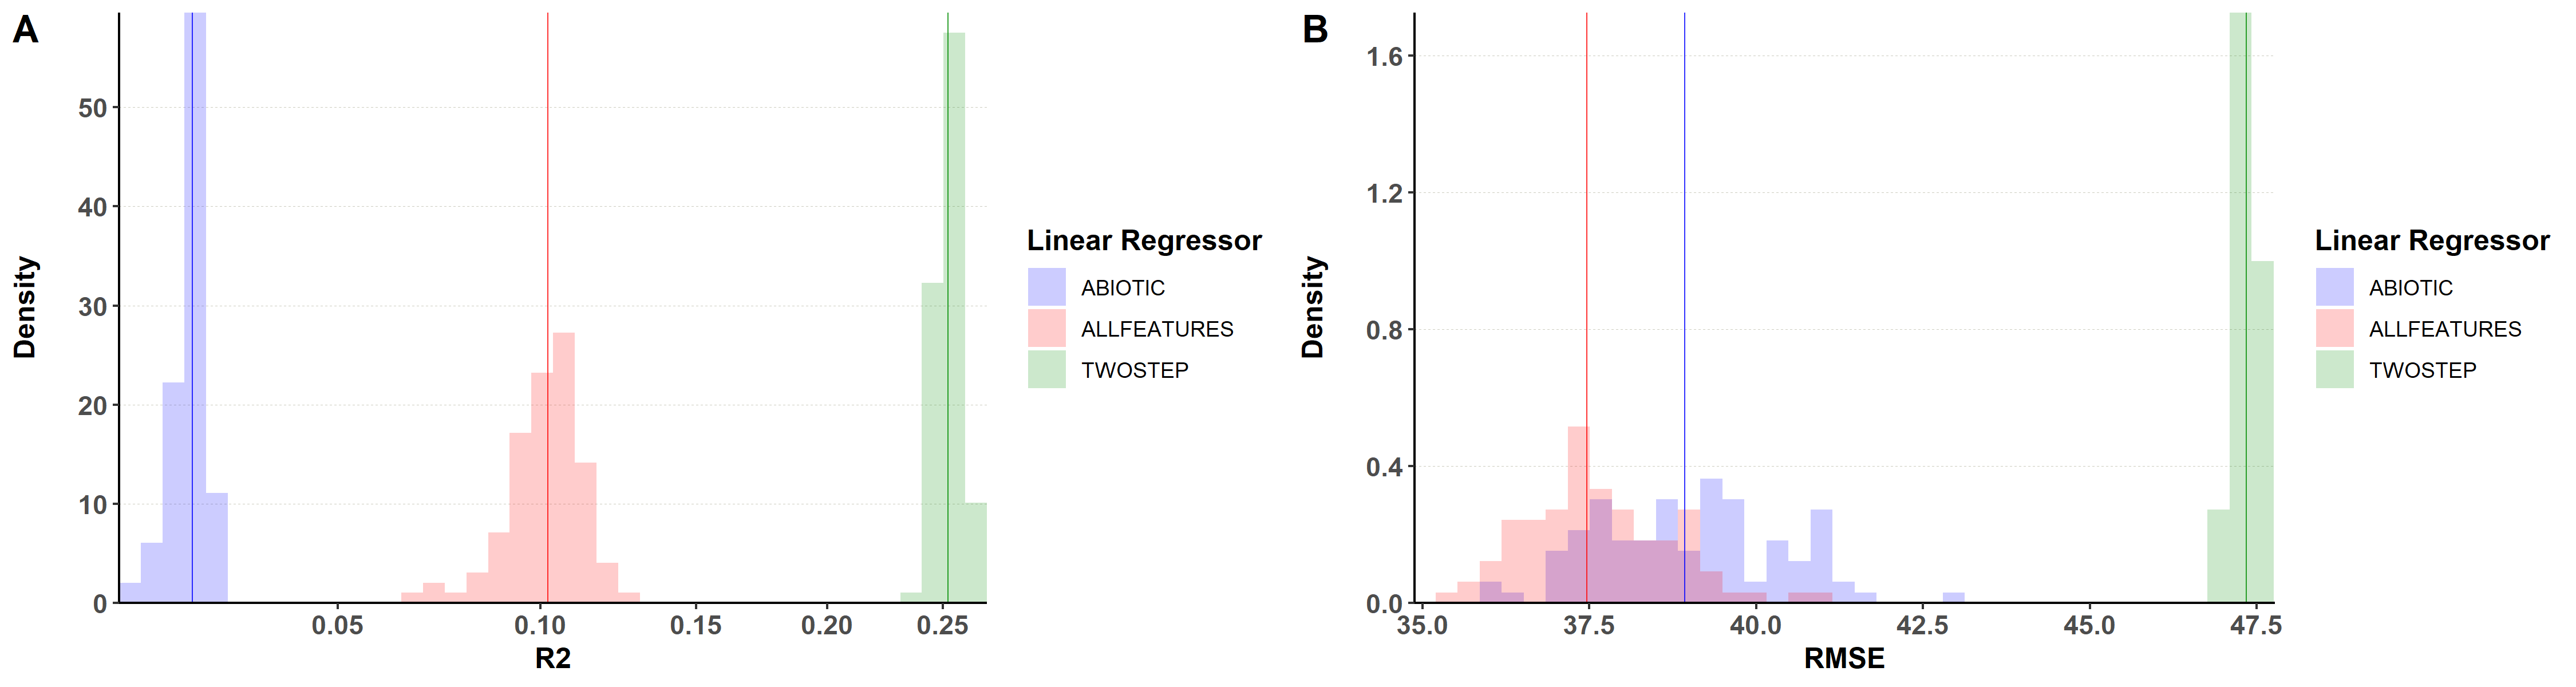 A
Density
50
40
30
20
10
0
0.05 0.10 0.15 0.20 0.25
R2
Linear Regressor
ABIOTIC
ALLFEATURES
TWOSTEP
B
Density
1.6
1.2
0.8
0.4
0.0
35.0 37.5 40.0 42.5 45.0 47.5
RMSE
Linear Regressor
ABIOTIC
ALLFEATURES
TWOSTEP